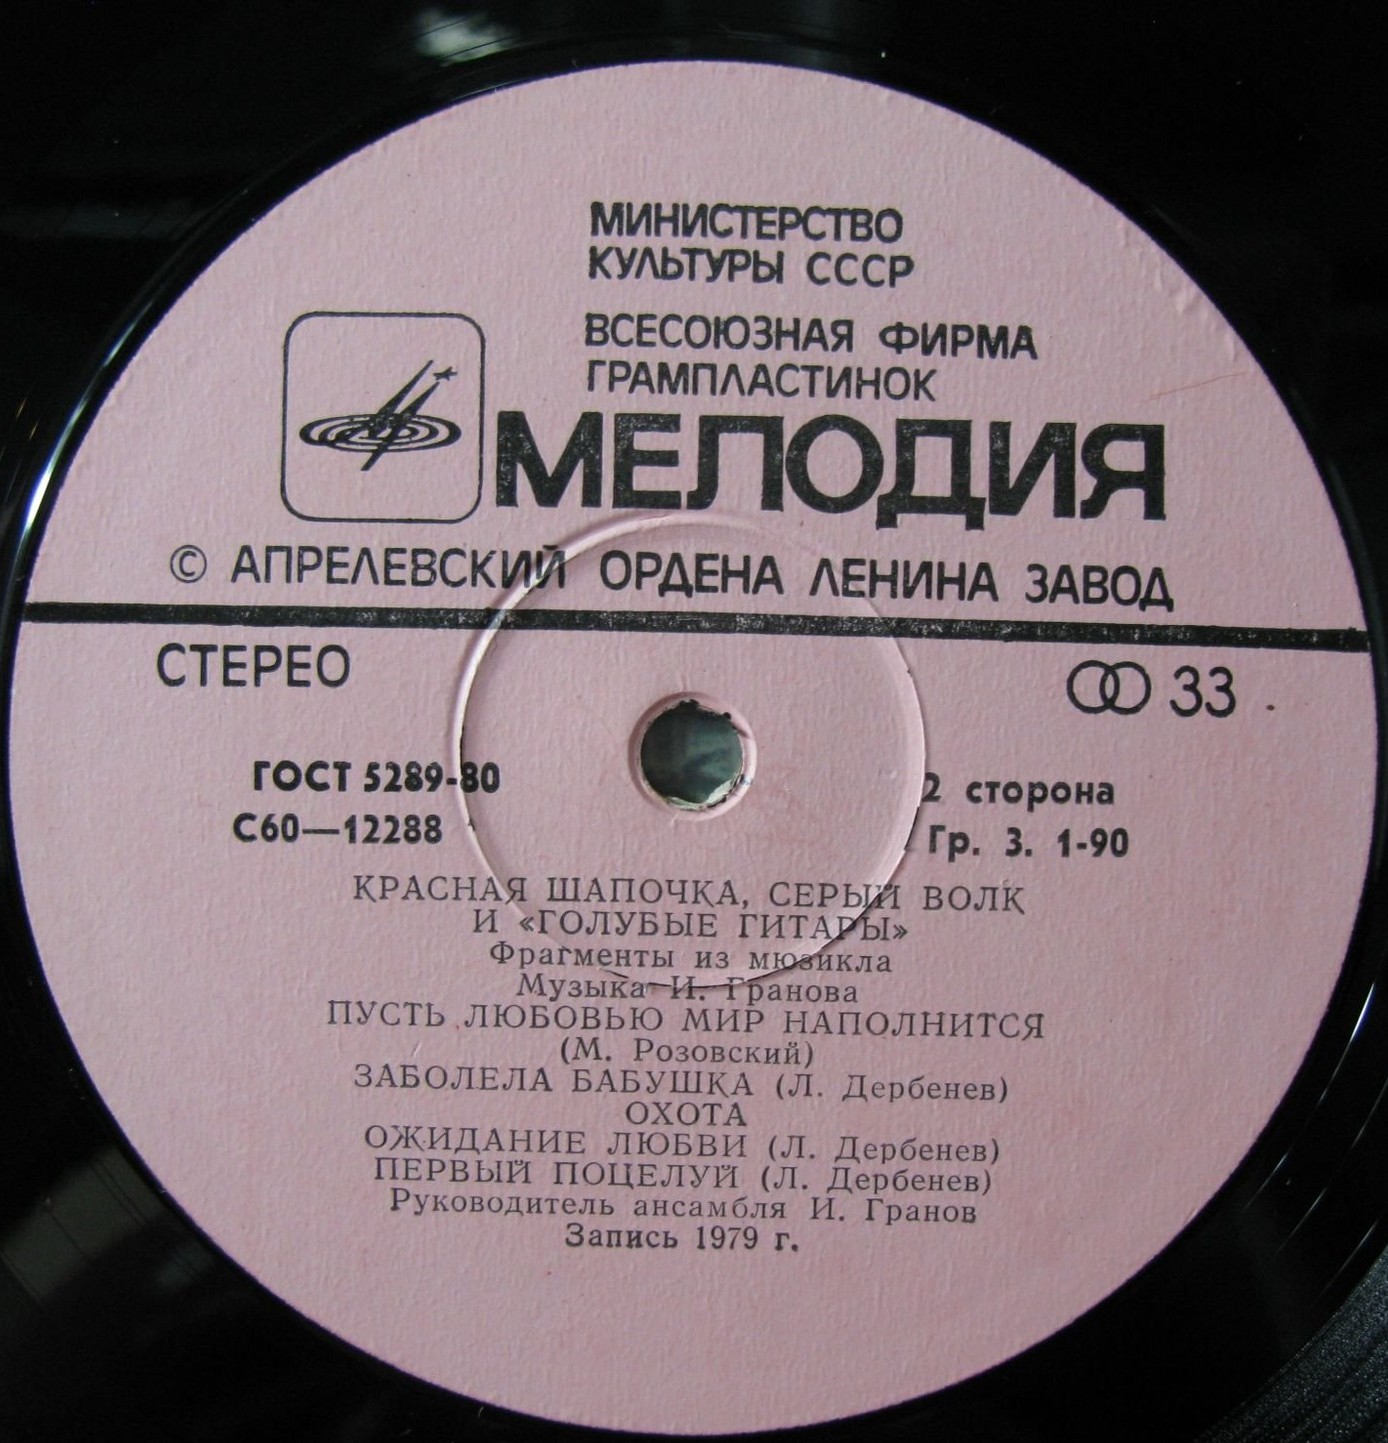 МИНИСТЕРСТВО
КУЛЬТУРЫ СССР
ВСЕСОЮЗНАЯ ФИРМА
ГРАМПЛАСТИНОК
МЕЛОДИЯ
© АПРЕЛЕВСКИЙ ОРДЕНА ЛЕНИНА ЗАВОД
СТЕРЕО 33
ГОСТ 5289-80 2 сторона
С60—12288 Гр. 3. 1-90
КРАСНАЯ ШАПОЧКА, СЕРЫЙ ВОЛК
И «ГОЛУБЫЕ ГИТАРЫ»
Фрагменты из мюзикла
Музыка И. Гранова
ПУСТЬ ЛЮБОВЬЮ МИР НАПОЛНИТСЯ
(М. Розовский)
ЗАБОЛЕЛА БАБУШКА (Л. Дербенев)
ОХОТА
ОЖИДАНИЕ ЛЮБВИ (Л. Дербенев)
ПЕРВЫЙ ПОЦЕЛУЙ (Л. Дербенев)
Руководитель ансамбля И. Гранов
Запись 1979 г.